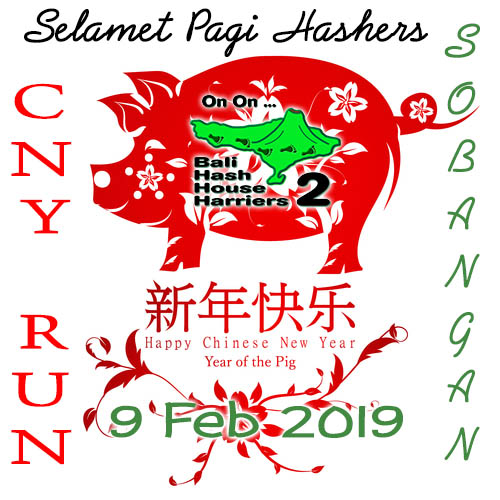 Selamet Pagi Hashers
CNY RUN
SOBANGAN
On On ...
Bali
Hash
House
Harriers 2
新年快乐
Happy Chinese New Year
Year of the Pig
9 Feb 2019